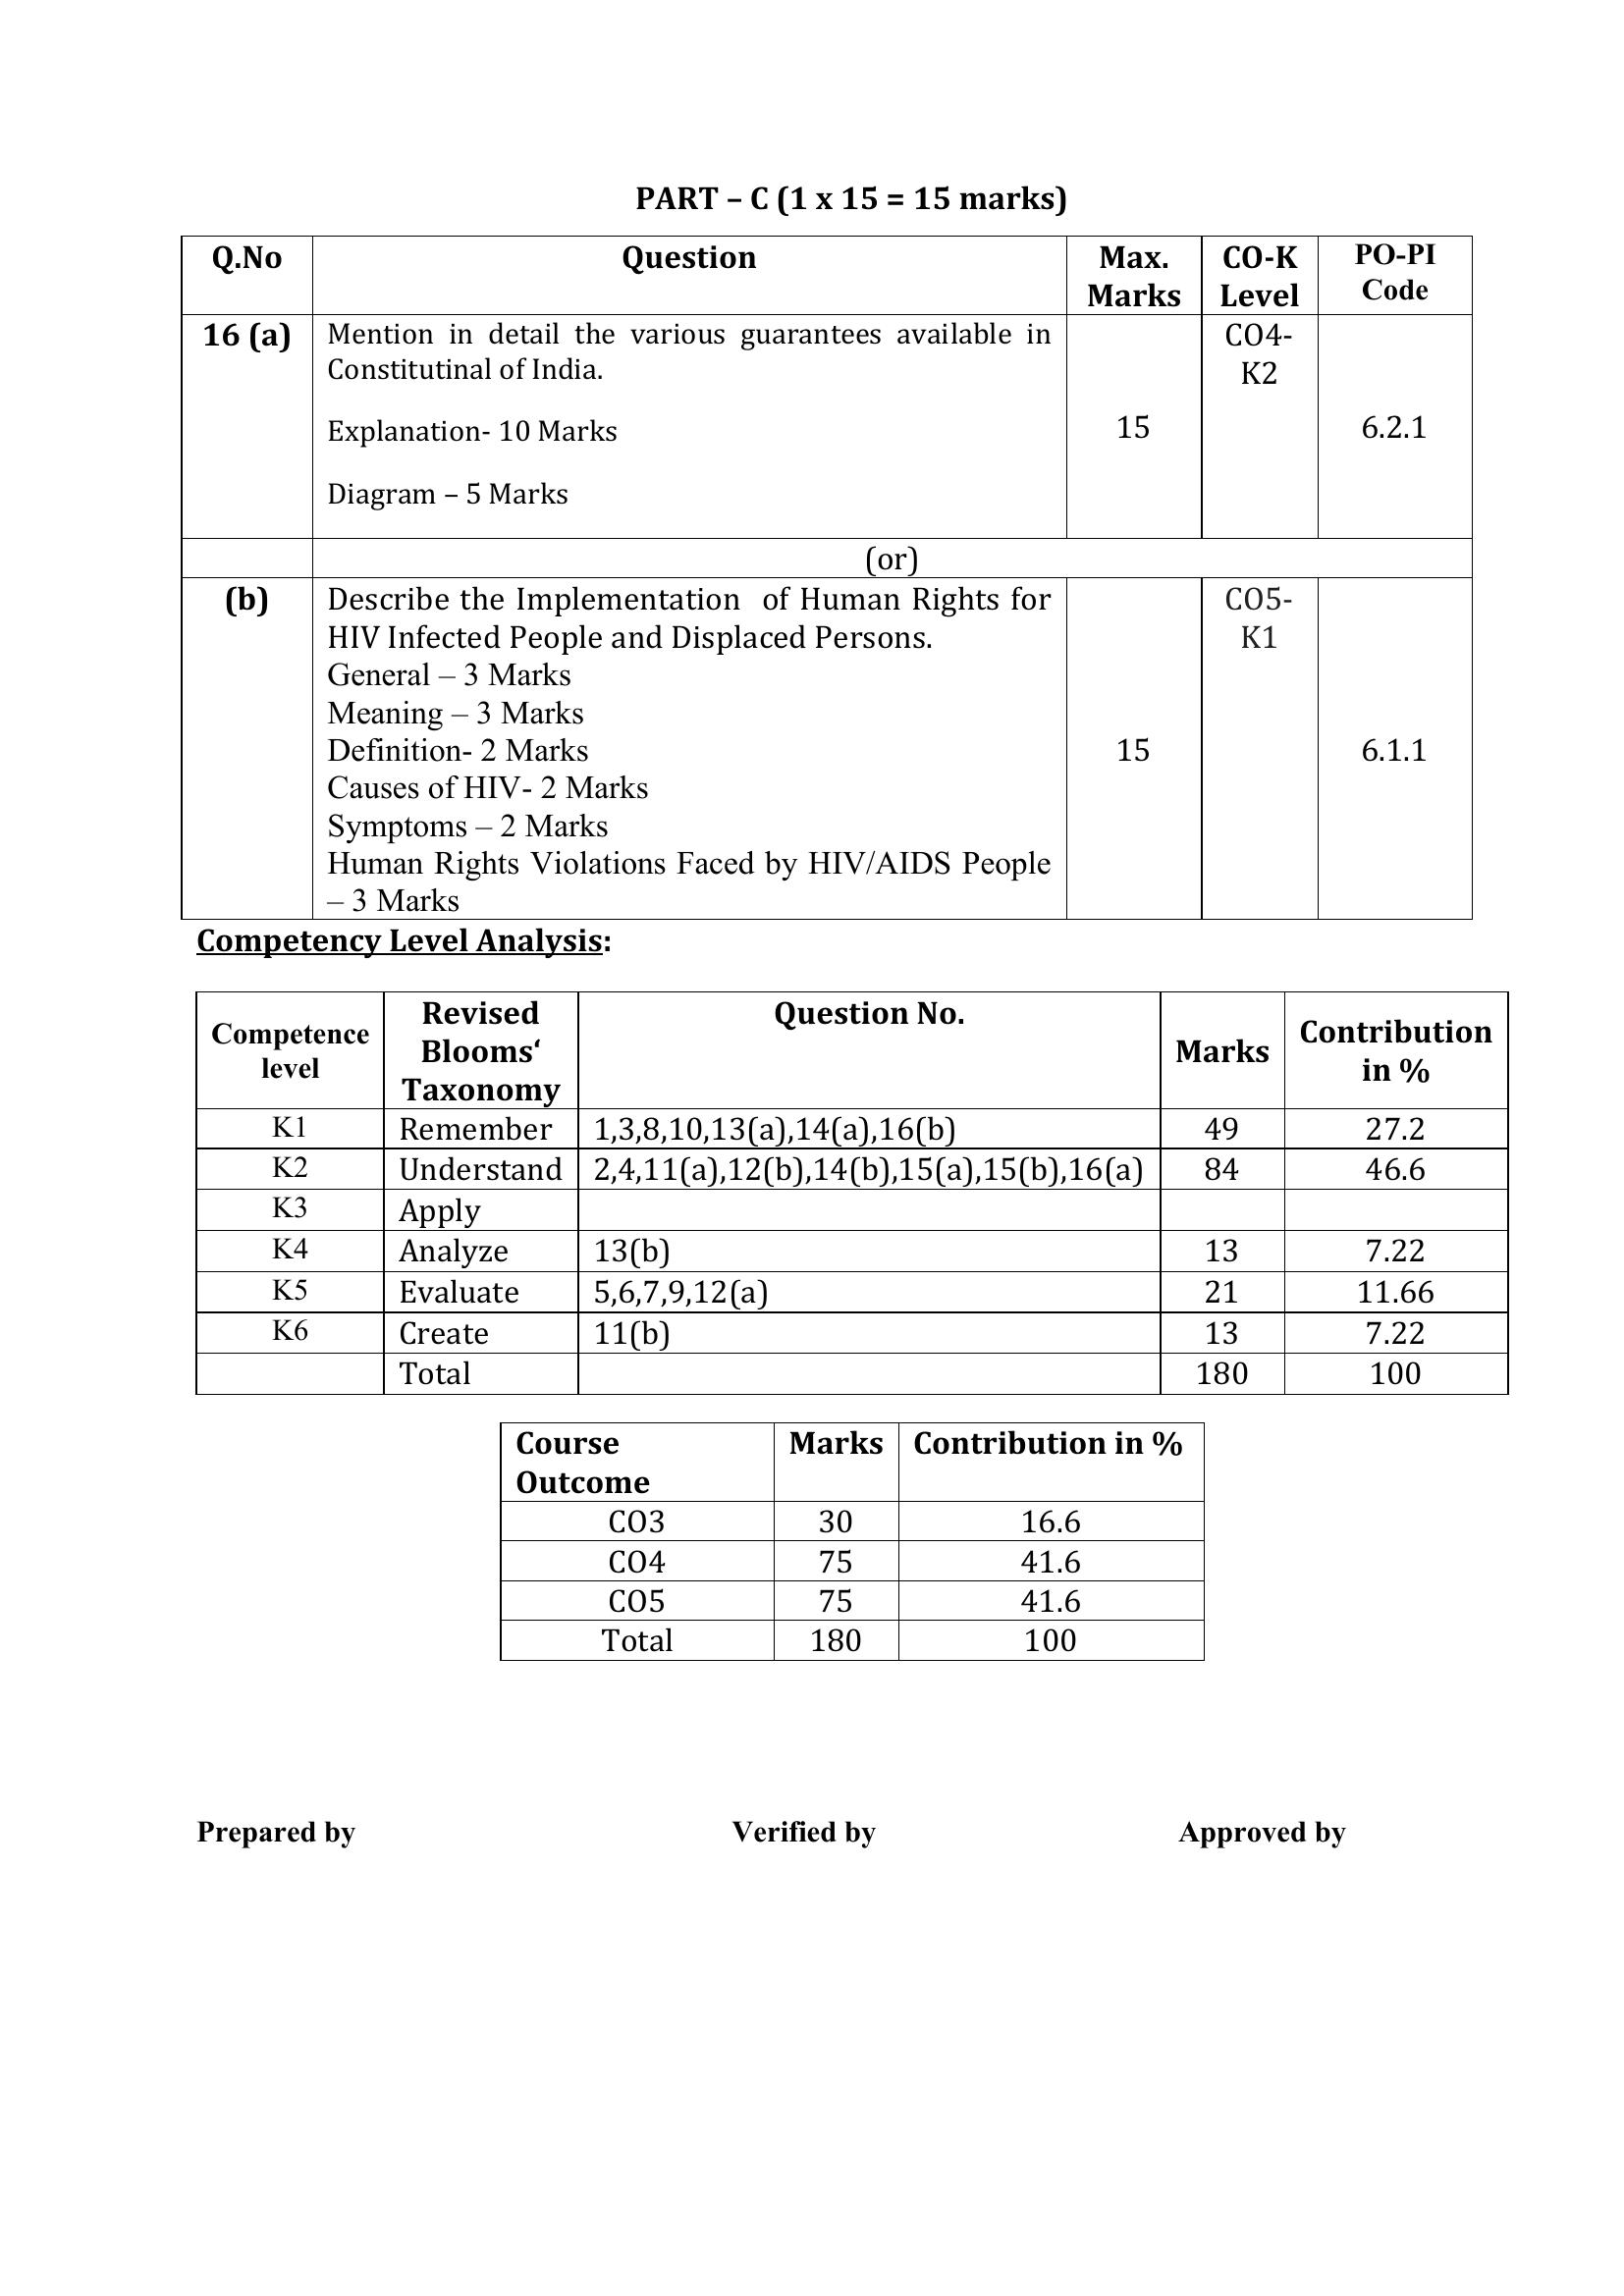 PART – C (1 x 15 = 15 marks)
Q.No Question Max. Marks CO-K Level PO-PI Code
16 (a) Mention in detail the various guarantees available in
Constitutinal of India.
Explanation- 10 Marks
Diagram – 5 Marks
15 CO4-K2 6.2.1
(or)
(b) Describe the Implementation of Human Rights for
HIV Infected People and Displaced Persons.
General – 3 Marks
Meaning – 3 Marks
Definition- 2 Marks
Causes of HIV- 2 Marks
Symptoms – 2 Marks
Human Rights Violations Faced by HIV/AIDS People
– 3 Marks
15 CO5-K1 6.1.1
Competency Level Analysis:
Competence level Revised Blooms‘ Taxonomy Question No. Marks Contribution in %
K1 Remember 1,3,8,10,13(a),14(a),16(b) 49 27.2
K2 Understand 2,4,11(a),12(b),14(b),15(a),15(b),16(a) 84 46.6
K3 Apply
K4 Analyze 13(b) 13 7.22
K5 Evaluate 5,6,7,9,12(a) 21 11.66
K6 Create 11(b) 13 7.22
Total 180 100
Course Outcome Marks Contribution in %
CO3 30 16.6
CO4 75 41.6
CO5 75 41.6
Total 180 100
Prepared by Verified by Approved by